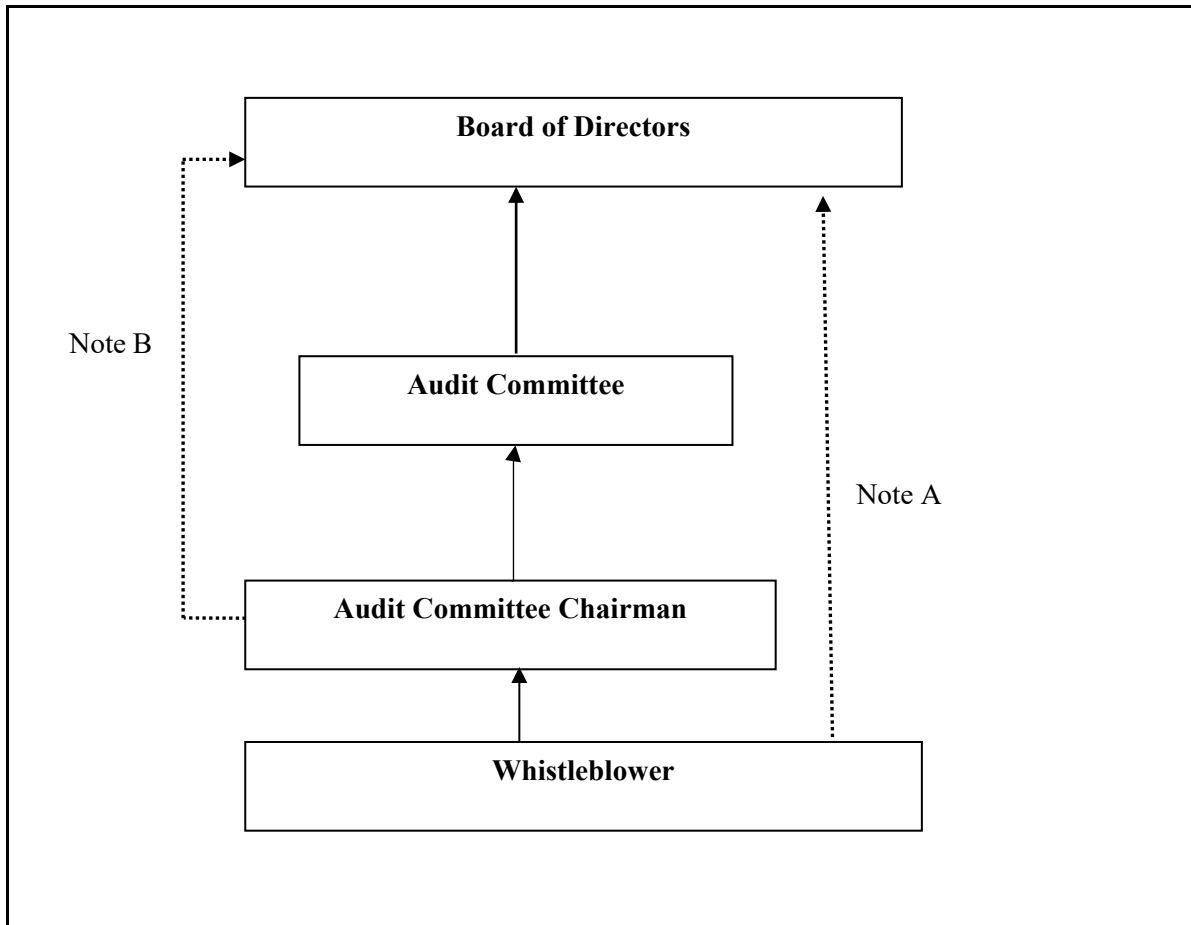 Board of Directors
Note B
Audit Committee
Note A
Audit Committee Chairman
Whistleblower